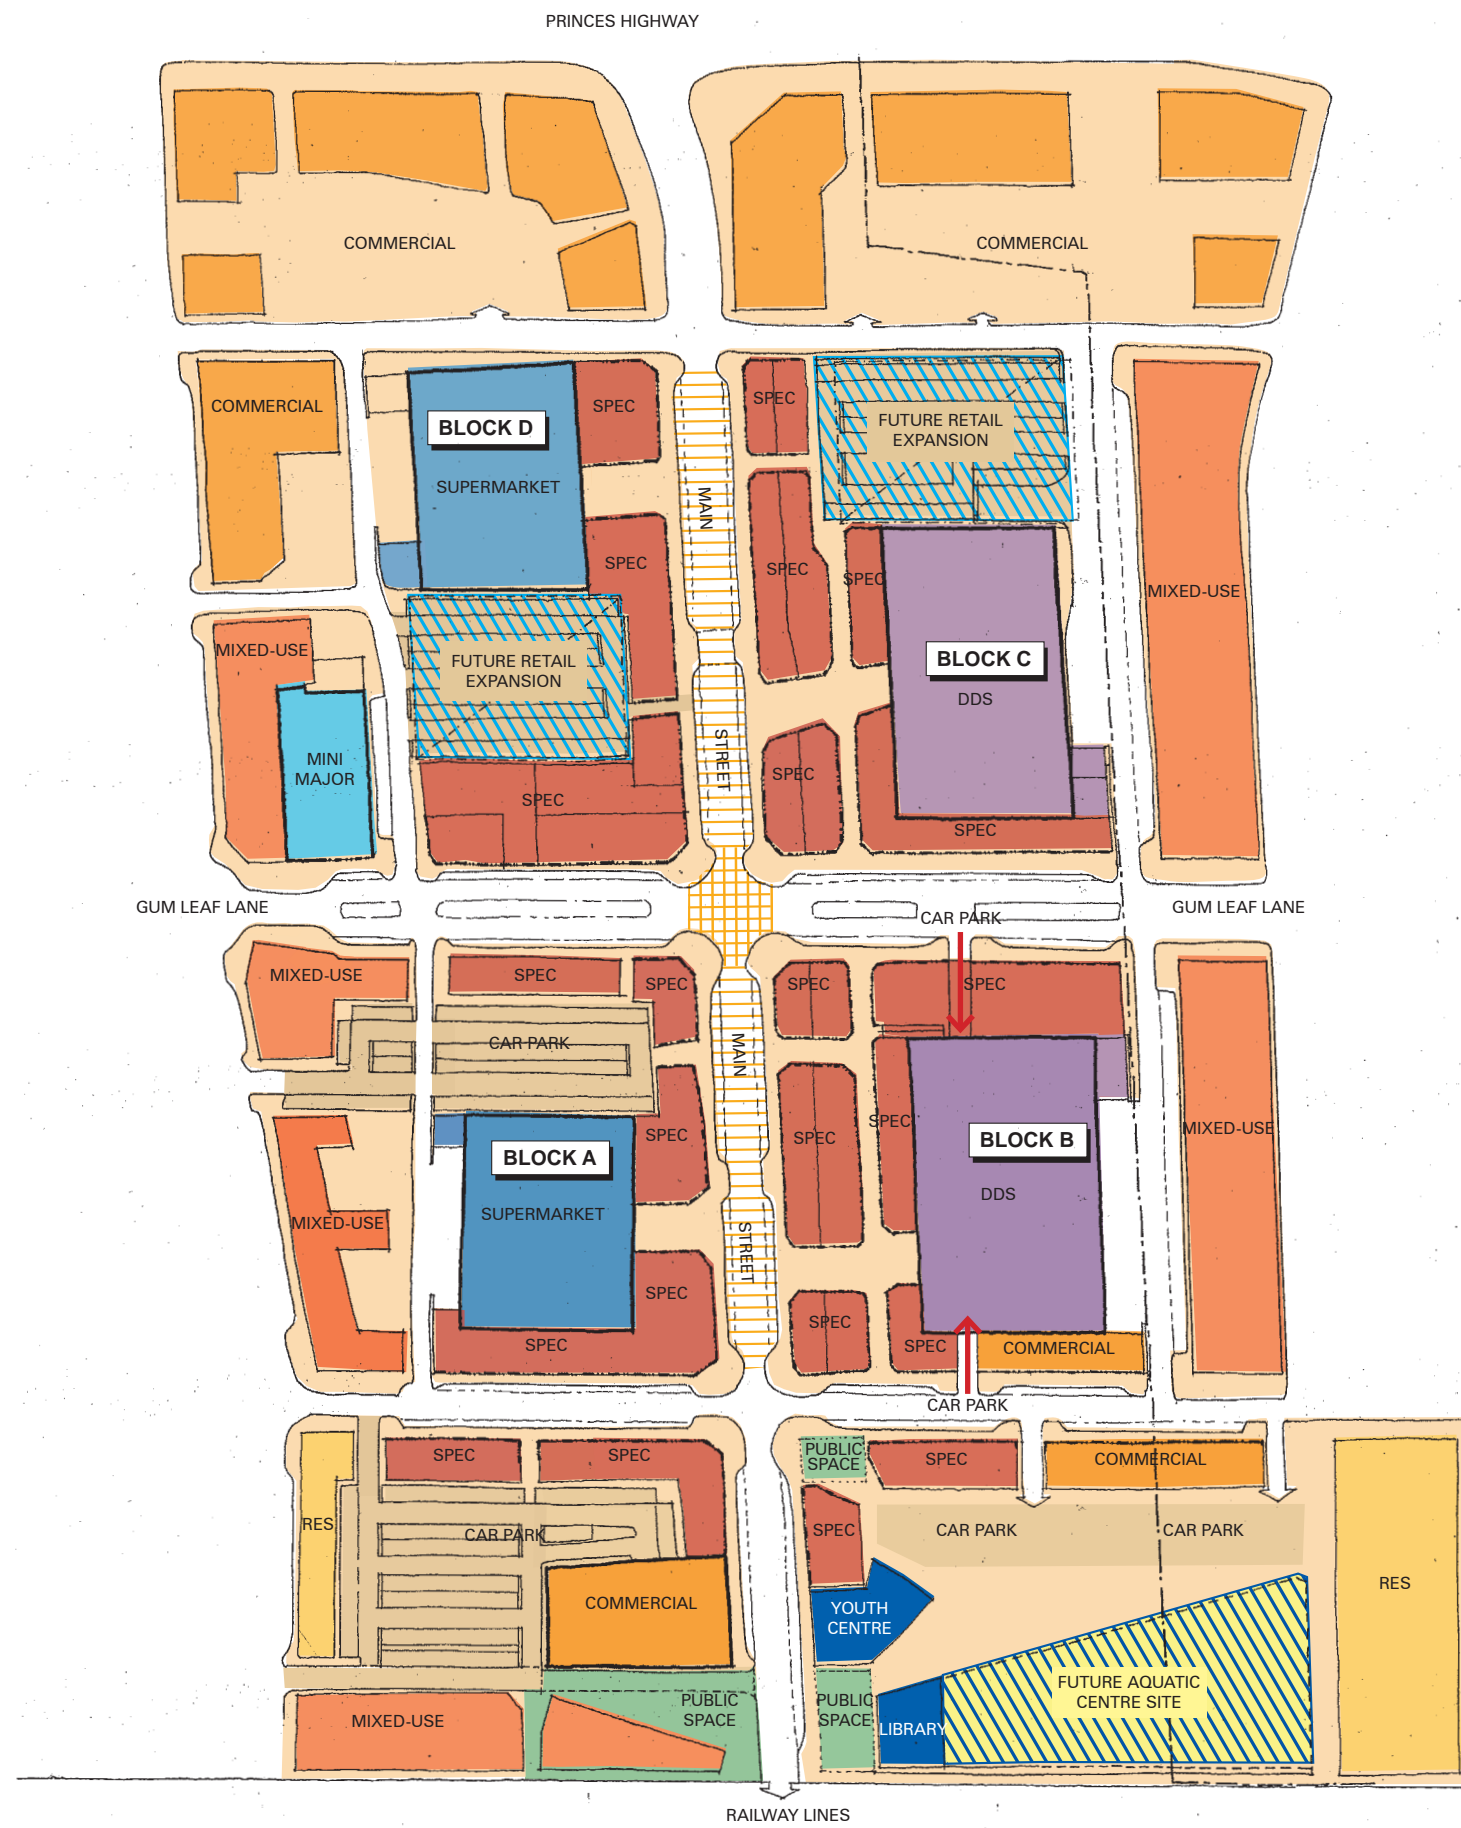 PRINCES HIGHWAY
COMMERCIAL
COMMERCIAL
COMMERCIAL
BLOCK D
SUPERMARKET
SPEC
SPEC
MAIN
STREET
SPEC
FUTURE RETAIL
EXPANSION
SPEC
SPEC
MIXED-USE
BLOCK C
DDS
MIXED-USE
FUTURE RETAIL
EXPANSION
MINI
MAJOR
SPEC
SPEC
SPEC
GUM LEAF LANE
CAR PARK
GUM LEAF LANE
MIXED-USE
SPEC
SPEC
SPEC
SPEC
CAR PARK
MAIN
STREET
SPEC
SPEC
SPEC
BLOCK B
DDS
MIXED-USE
BLOCK A
SUPERMARKET
MIXED-USE
SPEC
SPEC
SPEC
SPEC
COMMERCIAL
CAR PARK
SPEC
SPEC
PUBLIC
SPACE
SPEC
COMMERCIAL
RES
CAR PARK
SPEC
CAR PARK
CAR PARK
RES
COMMERCIAL
YOUTH
CENTRE
FUTURE AQUATIC
CENTRE SITE
MIXED-USE
PUBLIC
SPACE
PUBLIC
SPACE
LIBRARY
RAILWAY LINES